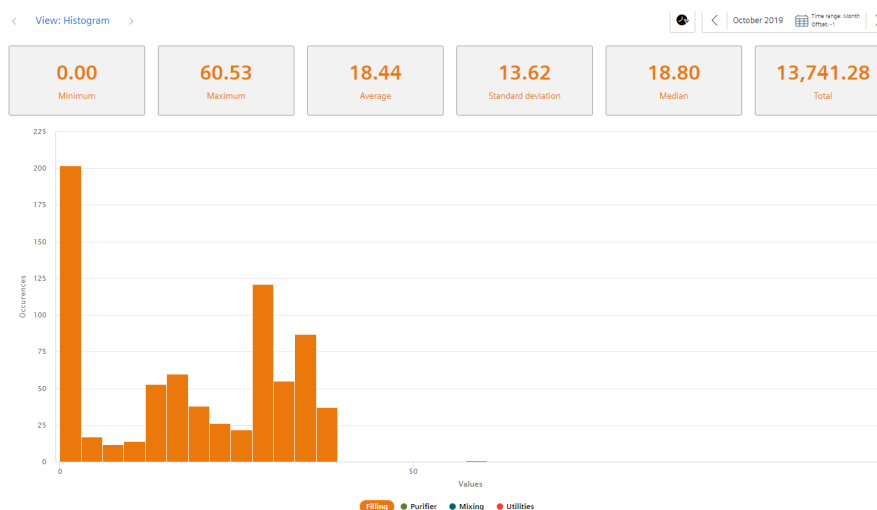 View: Histogram
October 2019
Time range: Month
Offset: -1
0.00
Minimum
60.53
Maximum
18.44
Average
13.62
Standard deviation
18.80
Median
13,741.28
Total
225
200
175
150
125
100
75
50
25
0
Occurences
0
50
Values
Filling
Purifier
Mixing
Utilities